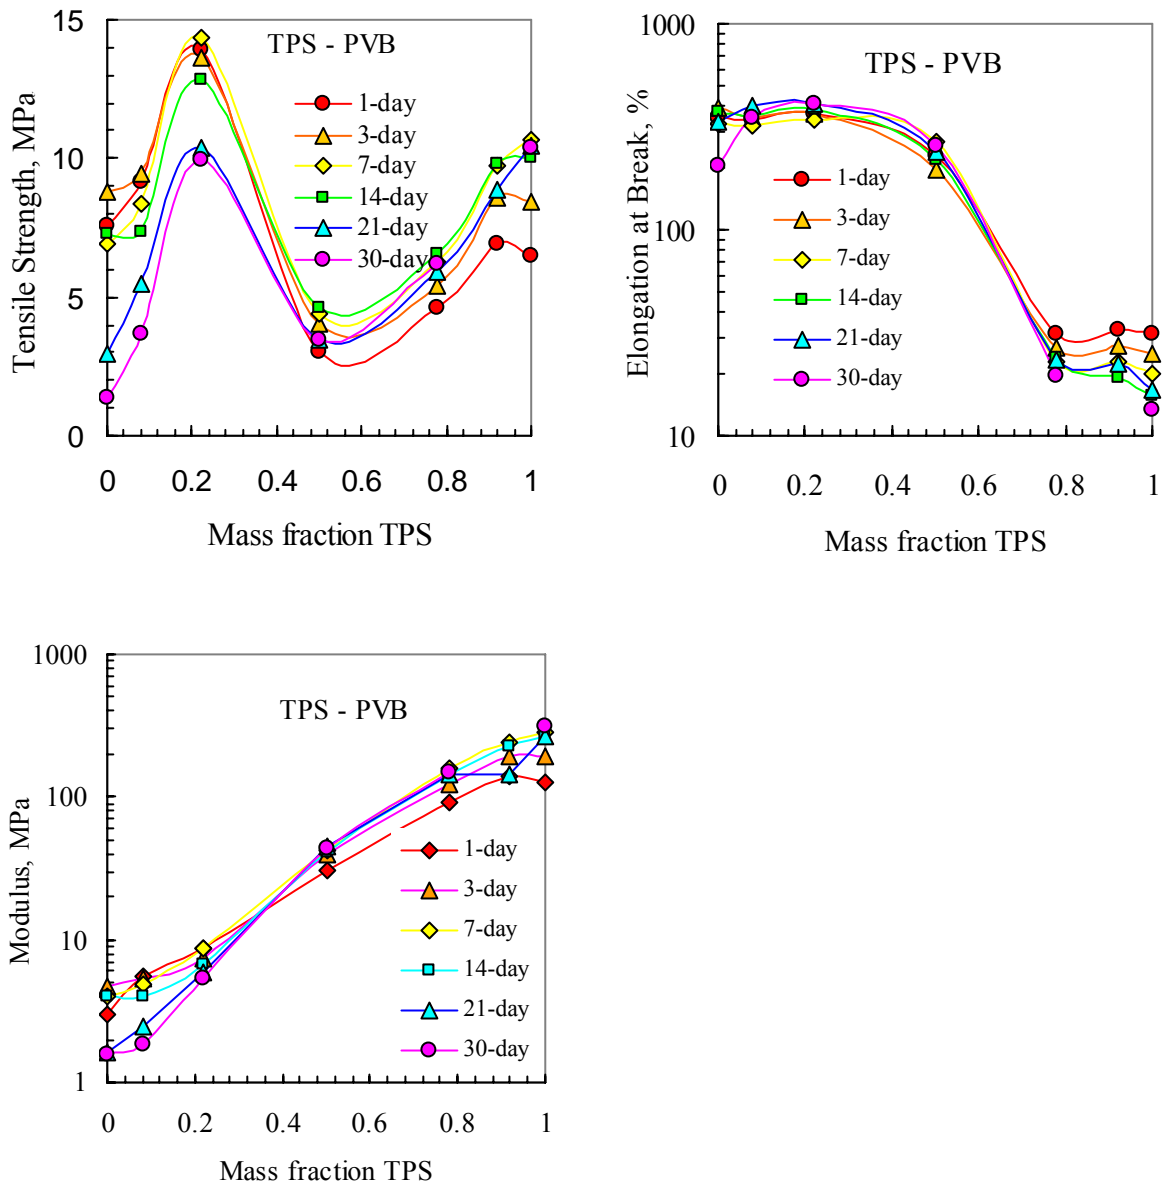 15
10
5
0
Tensile Strength, MPa
TPS - PVB
1-day
3-day
7-day
14-day
21-day
30-day
0 0.2 0.4 0.6 0.8 1
Mass fraction TPS
1000
100
10
Elongation at Break, %
TPS - PVB
1-day
3-day
7-day
14-day
21-day
30-day
0 0.2 0.4 0.6 0.8 1
Mass fraction TPS
1000
100
10
1
Modulus, MPa
TPS - PVB
1-day
3-day
7-day
14-day
21-day
30-day
0 0.2 0.4 0.6 0.8 1
Mass fraction TPS